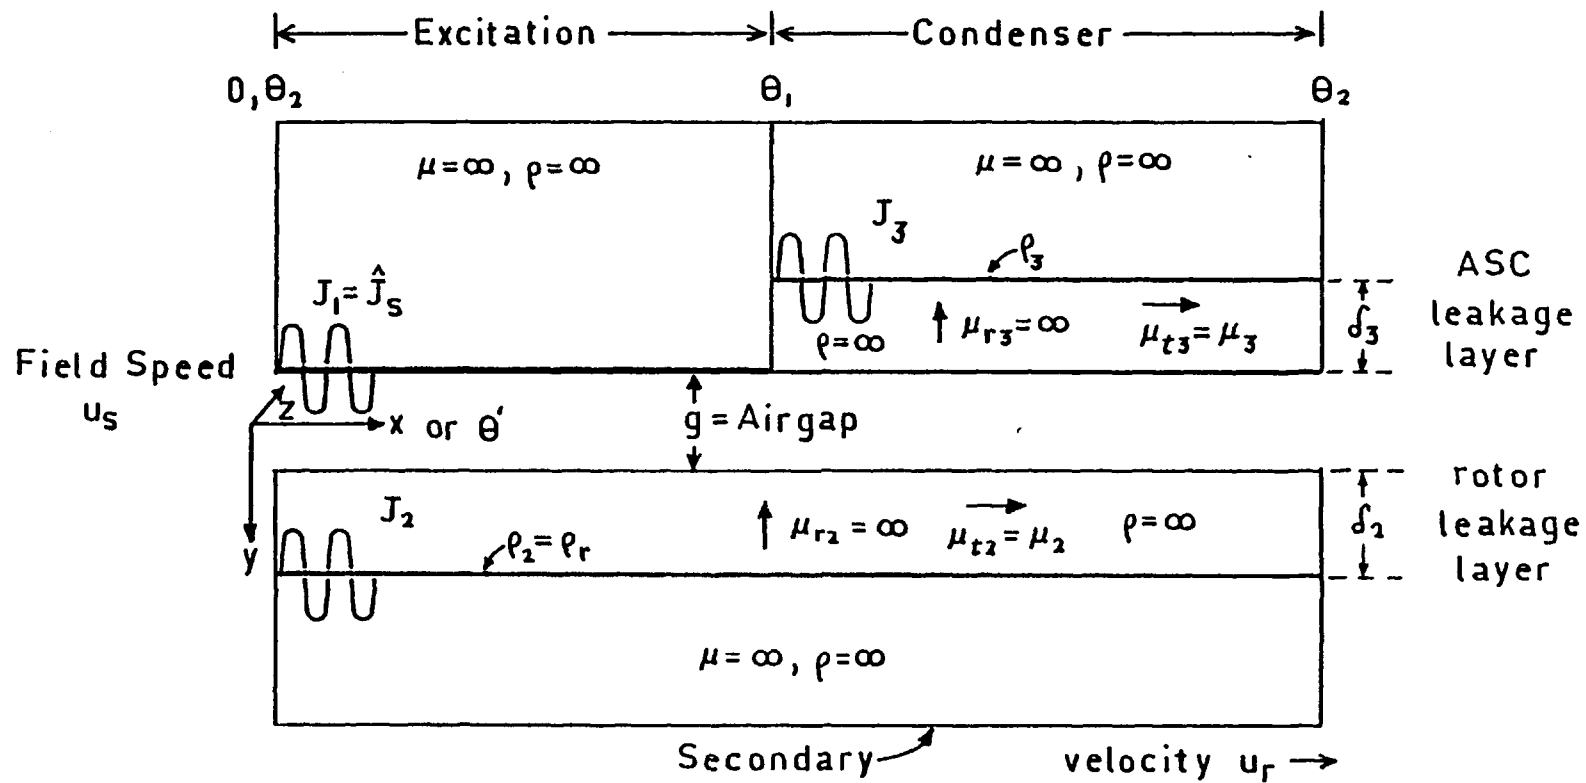 Excitation
Condenser
0, θ₂
θ₁
θ₂
μ = ∞, ρ = ∞
μ = ∞, ρ = ∞
J₃
ρ₃
J₁ = Ĵₛ
ρ = ∞
μᵣ₃ = ∞
μₜ₃ = μ₃
δ₃
ASC
leakage
layer
Field Speed
uₛ
z
x or θ'
y
g = Airgap
J₂
ρ₂ = ρᵣ
μᵣ₂ = ∞
μₜ₂ = μ₂
ρ = ∞
δ₂
rotor
leakage
layer
μ = ∞, ρ = ∞
Secondary
velocity uᵣ